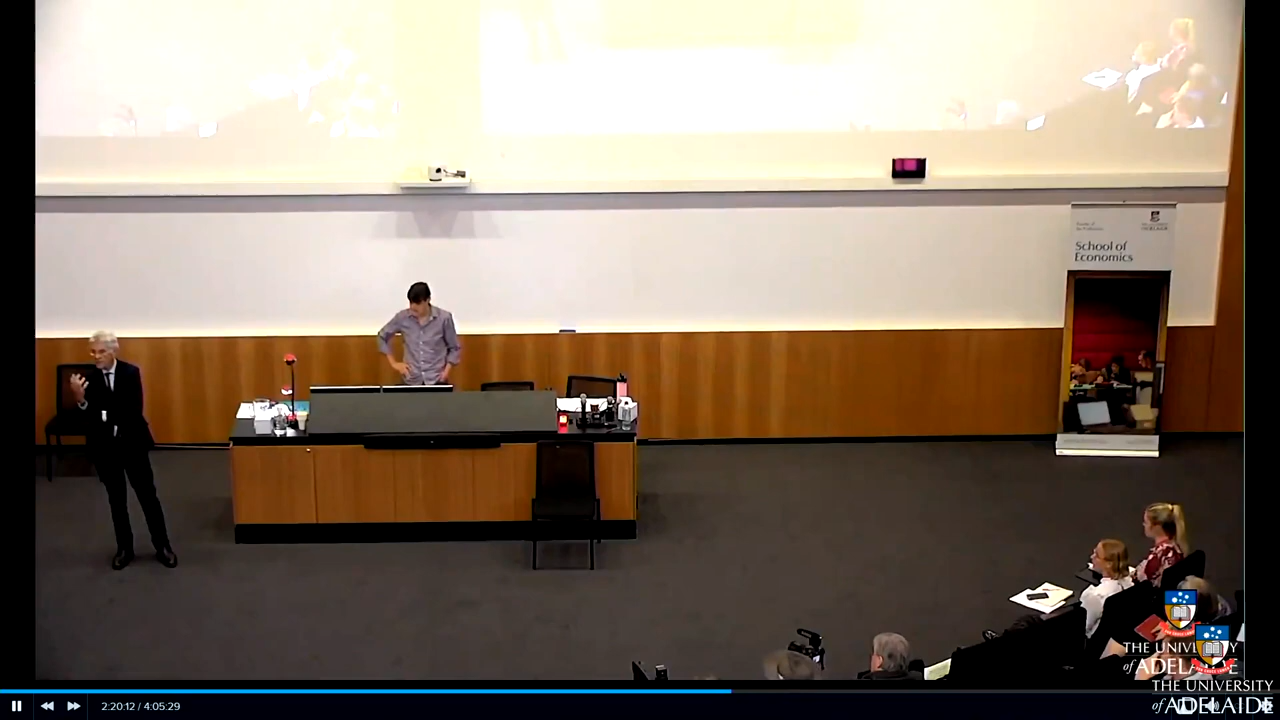 School of
Economics
THE UNIVERSITY
of ADELAIDE
THE UNIVERSITY
of ADELAIDE
2:20:12 / 4:05:29